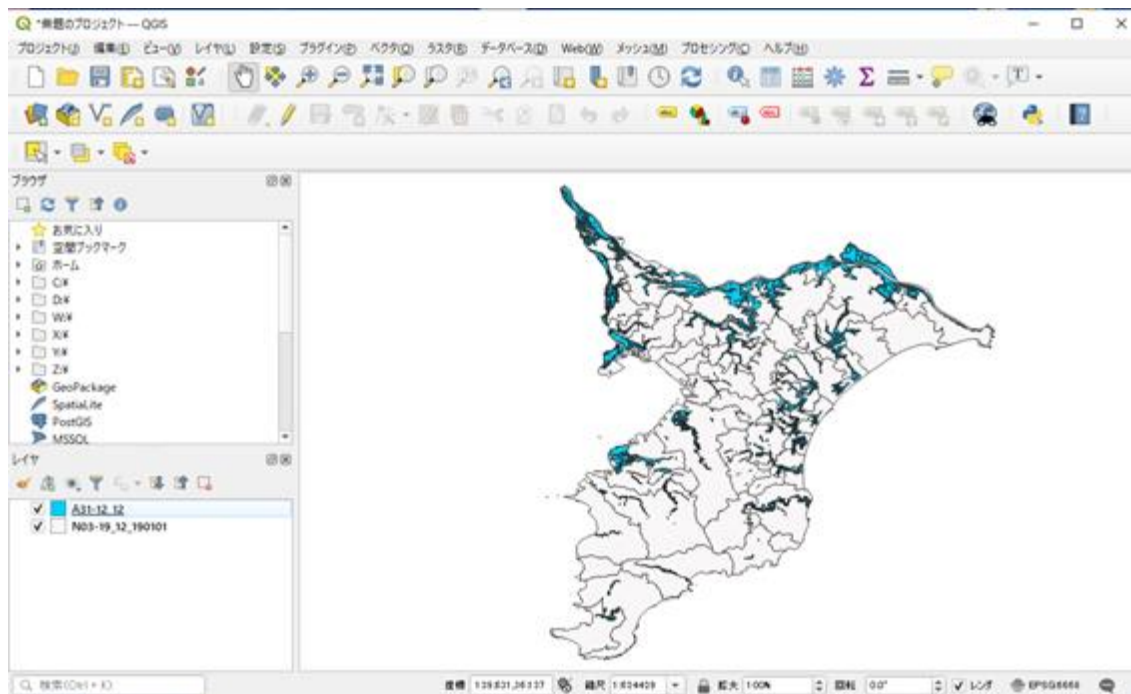 *無題のプロジェクト — QGIS
プロジェクト(J) 編集(E) ビュー(V) レイヤ(L) 設定(S) プラグイン(P) ベクタ(O) ラスタ(R) データベース(D) Web(W) メッシュ(M) プロセシング(C) ヘルプ(H)
ブラウザ
お気に入り
空間ブックマーク
ホーム
C:¥
D:¥
W:¥
X:¥
Y:¥
Z:¥
GeoPackage
SpatiaLite
PostGIS
MSSQL
レイヤ
A31-12_12
N03-19_12_190101
検索(Ctrl + K)
座標
縮尺
拡大 100%
回転 0.0°
レンダ